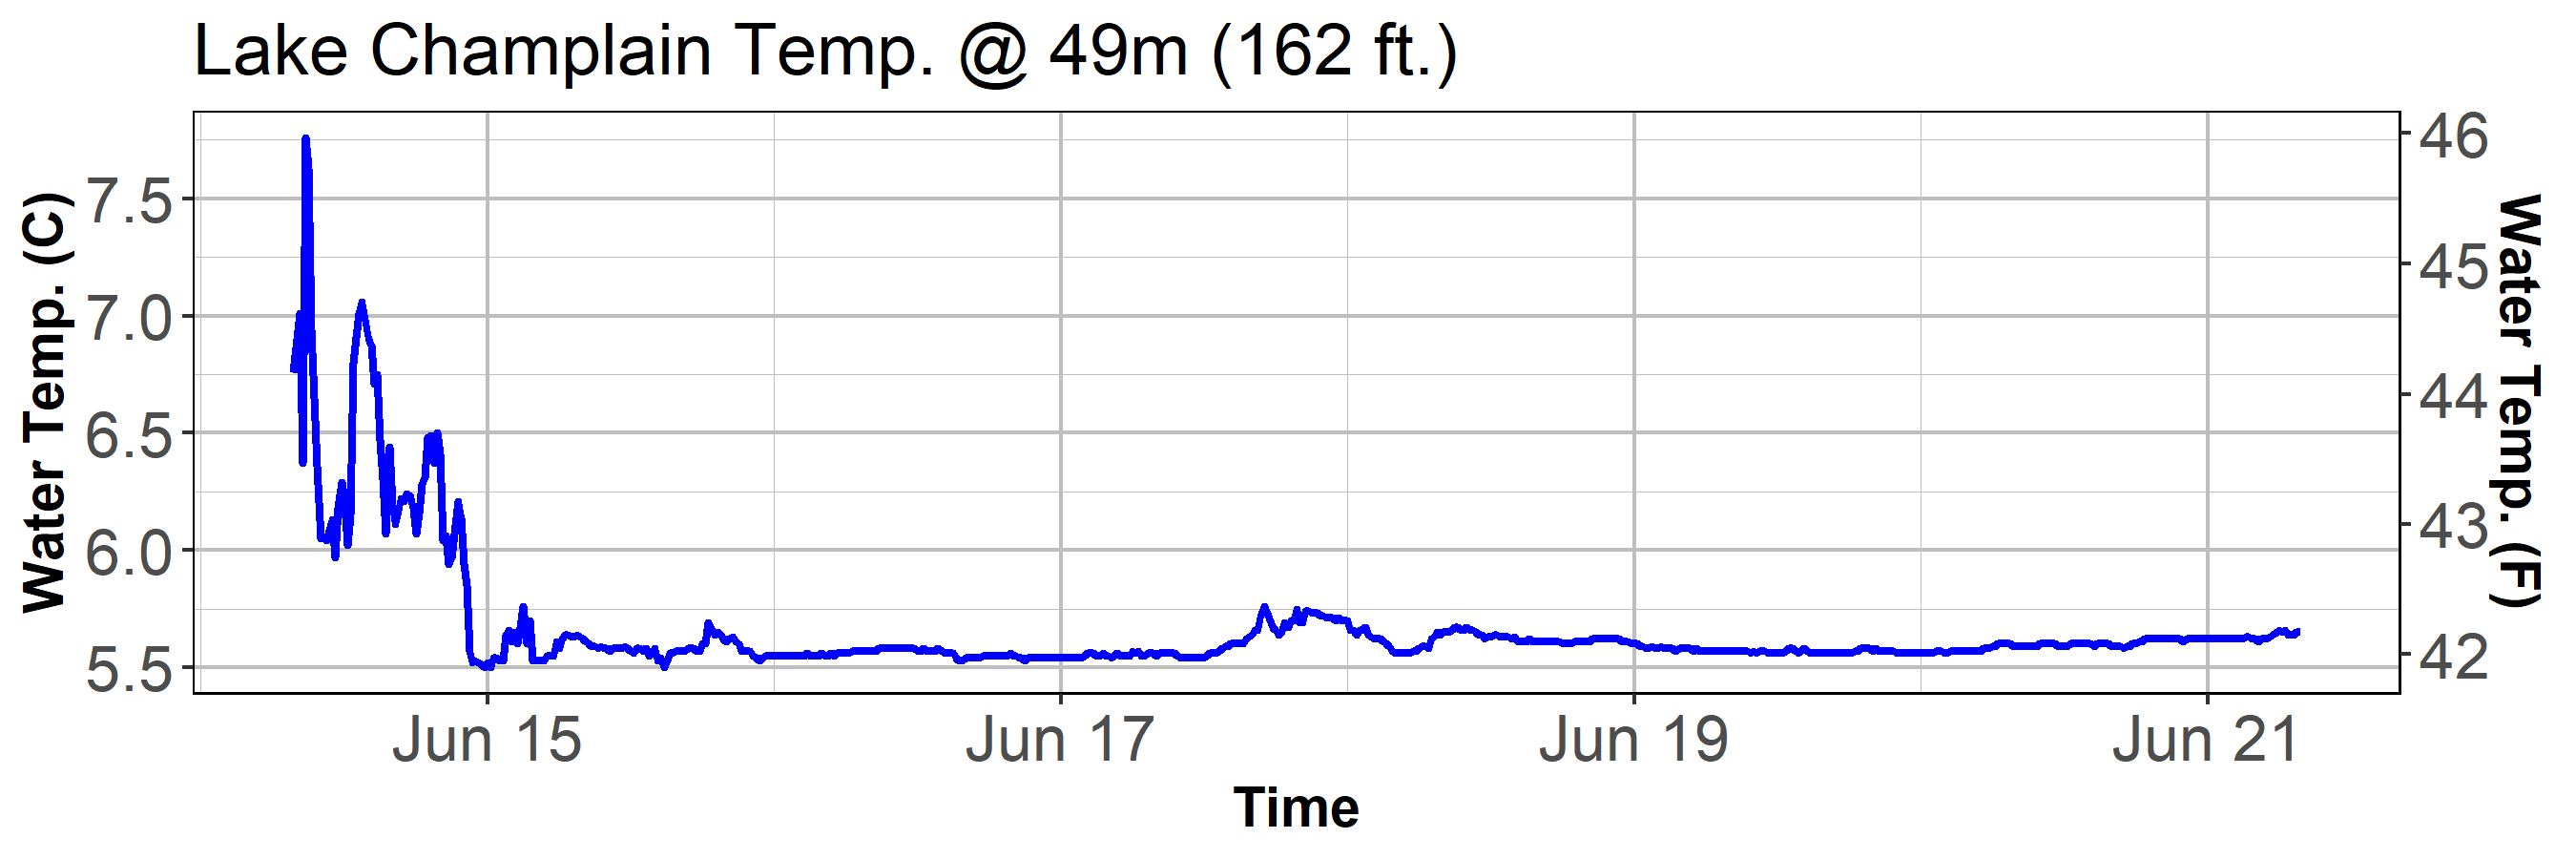 Lake Champlain Temp. @ 49m (162 ft.)
Water Temp. (C)
7.5
7.0
6.5
6.0
5.5
46
45
44
43
42
Water Temp. (F)
Jun 15
Jun 17
Jun 19
Jun 21
Time